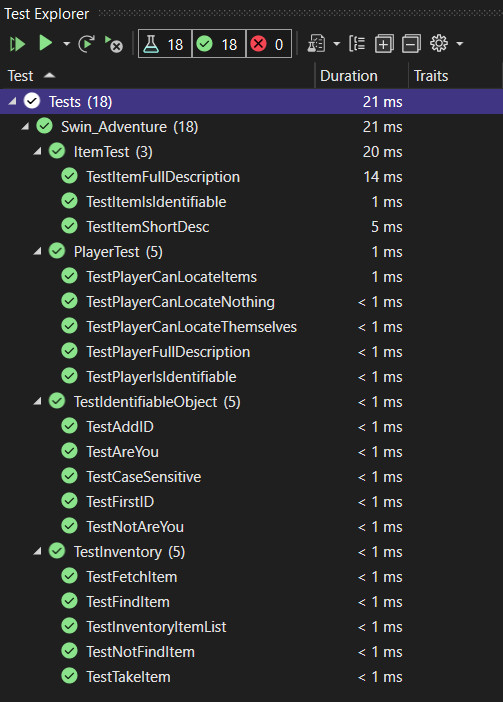 Test Explorer
18 18 0
Test Duration Traits
Tests (18) 21 ms
Swin_Adventure (18) 21 ms
ItemTest (3) 20 ms
TestItemFullDescription 14 ms
TestItemIsIdentifiable 1 ms
TestItemShortDesc 5 ms
PlayerTest (5) 1 ms
TestPlayerCanLocateItems 1 ms
TestPlayerCanLocateNothing < 1 ms
TestPlayerCanLocateThemselves < 1 ms
TestPlayerFullDescription < 1 ms
TestPlayerIsIdentifiable < 1 ms
TestIdentifiableObject (5) < 1 ms
TestAddID < 1 ms
TestAreYou < 1 ms
TestCaseSensitive < 1 ms
TestFirstID < 1 ms
TestNotAreYou < 1 ms
TestInventory (5) < 1 ms
TestFetchItem < 1 ms
TestFindItem < 1 ms
TestInventoryItemList < 1 ms
TestNotFindItem < 1 ms
TestTakeItem < 1 ms